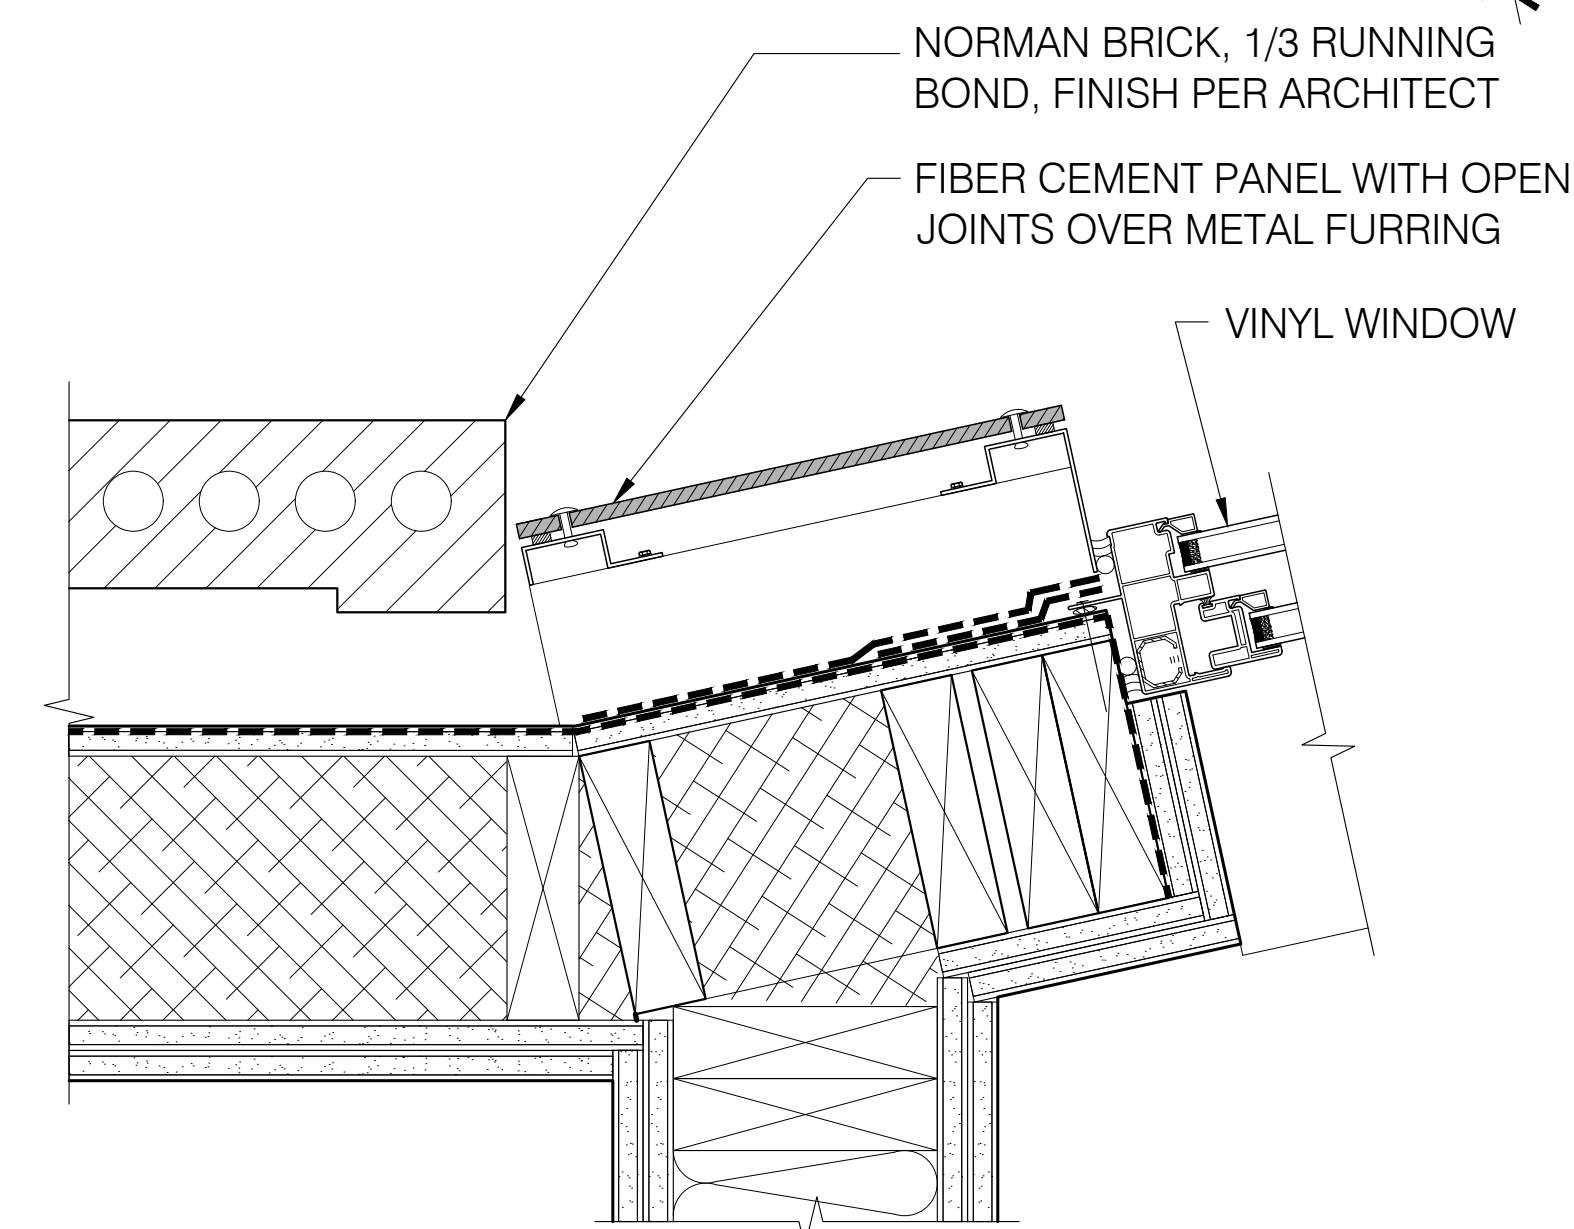 NORMAN BRICK, 1/3 RUNNING
BOND, FINISH PER ARCHITECT
FIBER CEMENT PANEL WITH OPEN
JOINTS OVER METAL FURRING
VINYL WINDOW